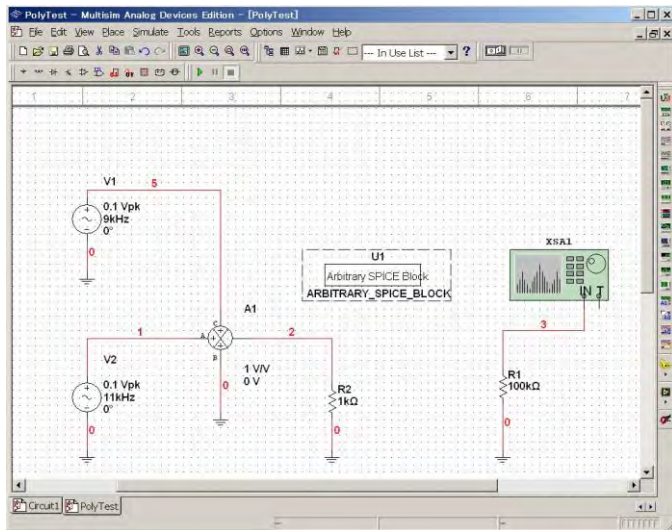 PolyTest - Multisim Analog Devices Edition - [PolyTest]
File Edit View Place Simulate Tools Reports Options Window Help
--- In Use List ---
?
1 2 3 4 5 6 7
V1
5
0.1 Vpk
9kHz
0°
0
U1
Arbitrary SPICE Block
ARBITRARY_SPICE_BLOCK
XSA1
IN T
A1
C
A
B
1
2
3
V2
0.1 Vpk
11kHz
0°
0
0
1 V/V
0 V
R2
1kΩ
0
R1
100kΩ
0
Circuit1 PolyTest